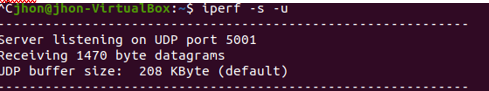 ^Cjhon@jhon-VirtualBox:~$ iperf -s -u
------------------------------------------------------------
Server listening on UDP port 5001
Receiving 1470 byte datagrams
UDP buffer size:  208 KByte (default)
------------------------------------------------------------